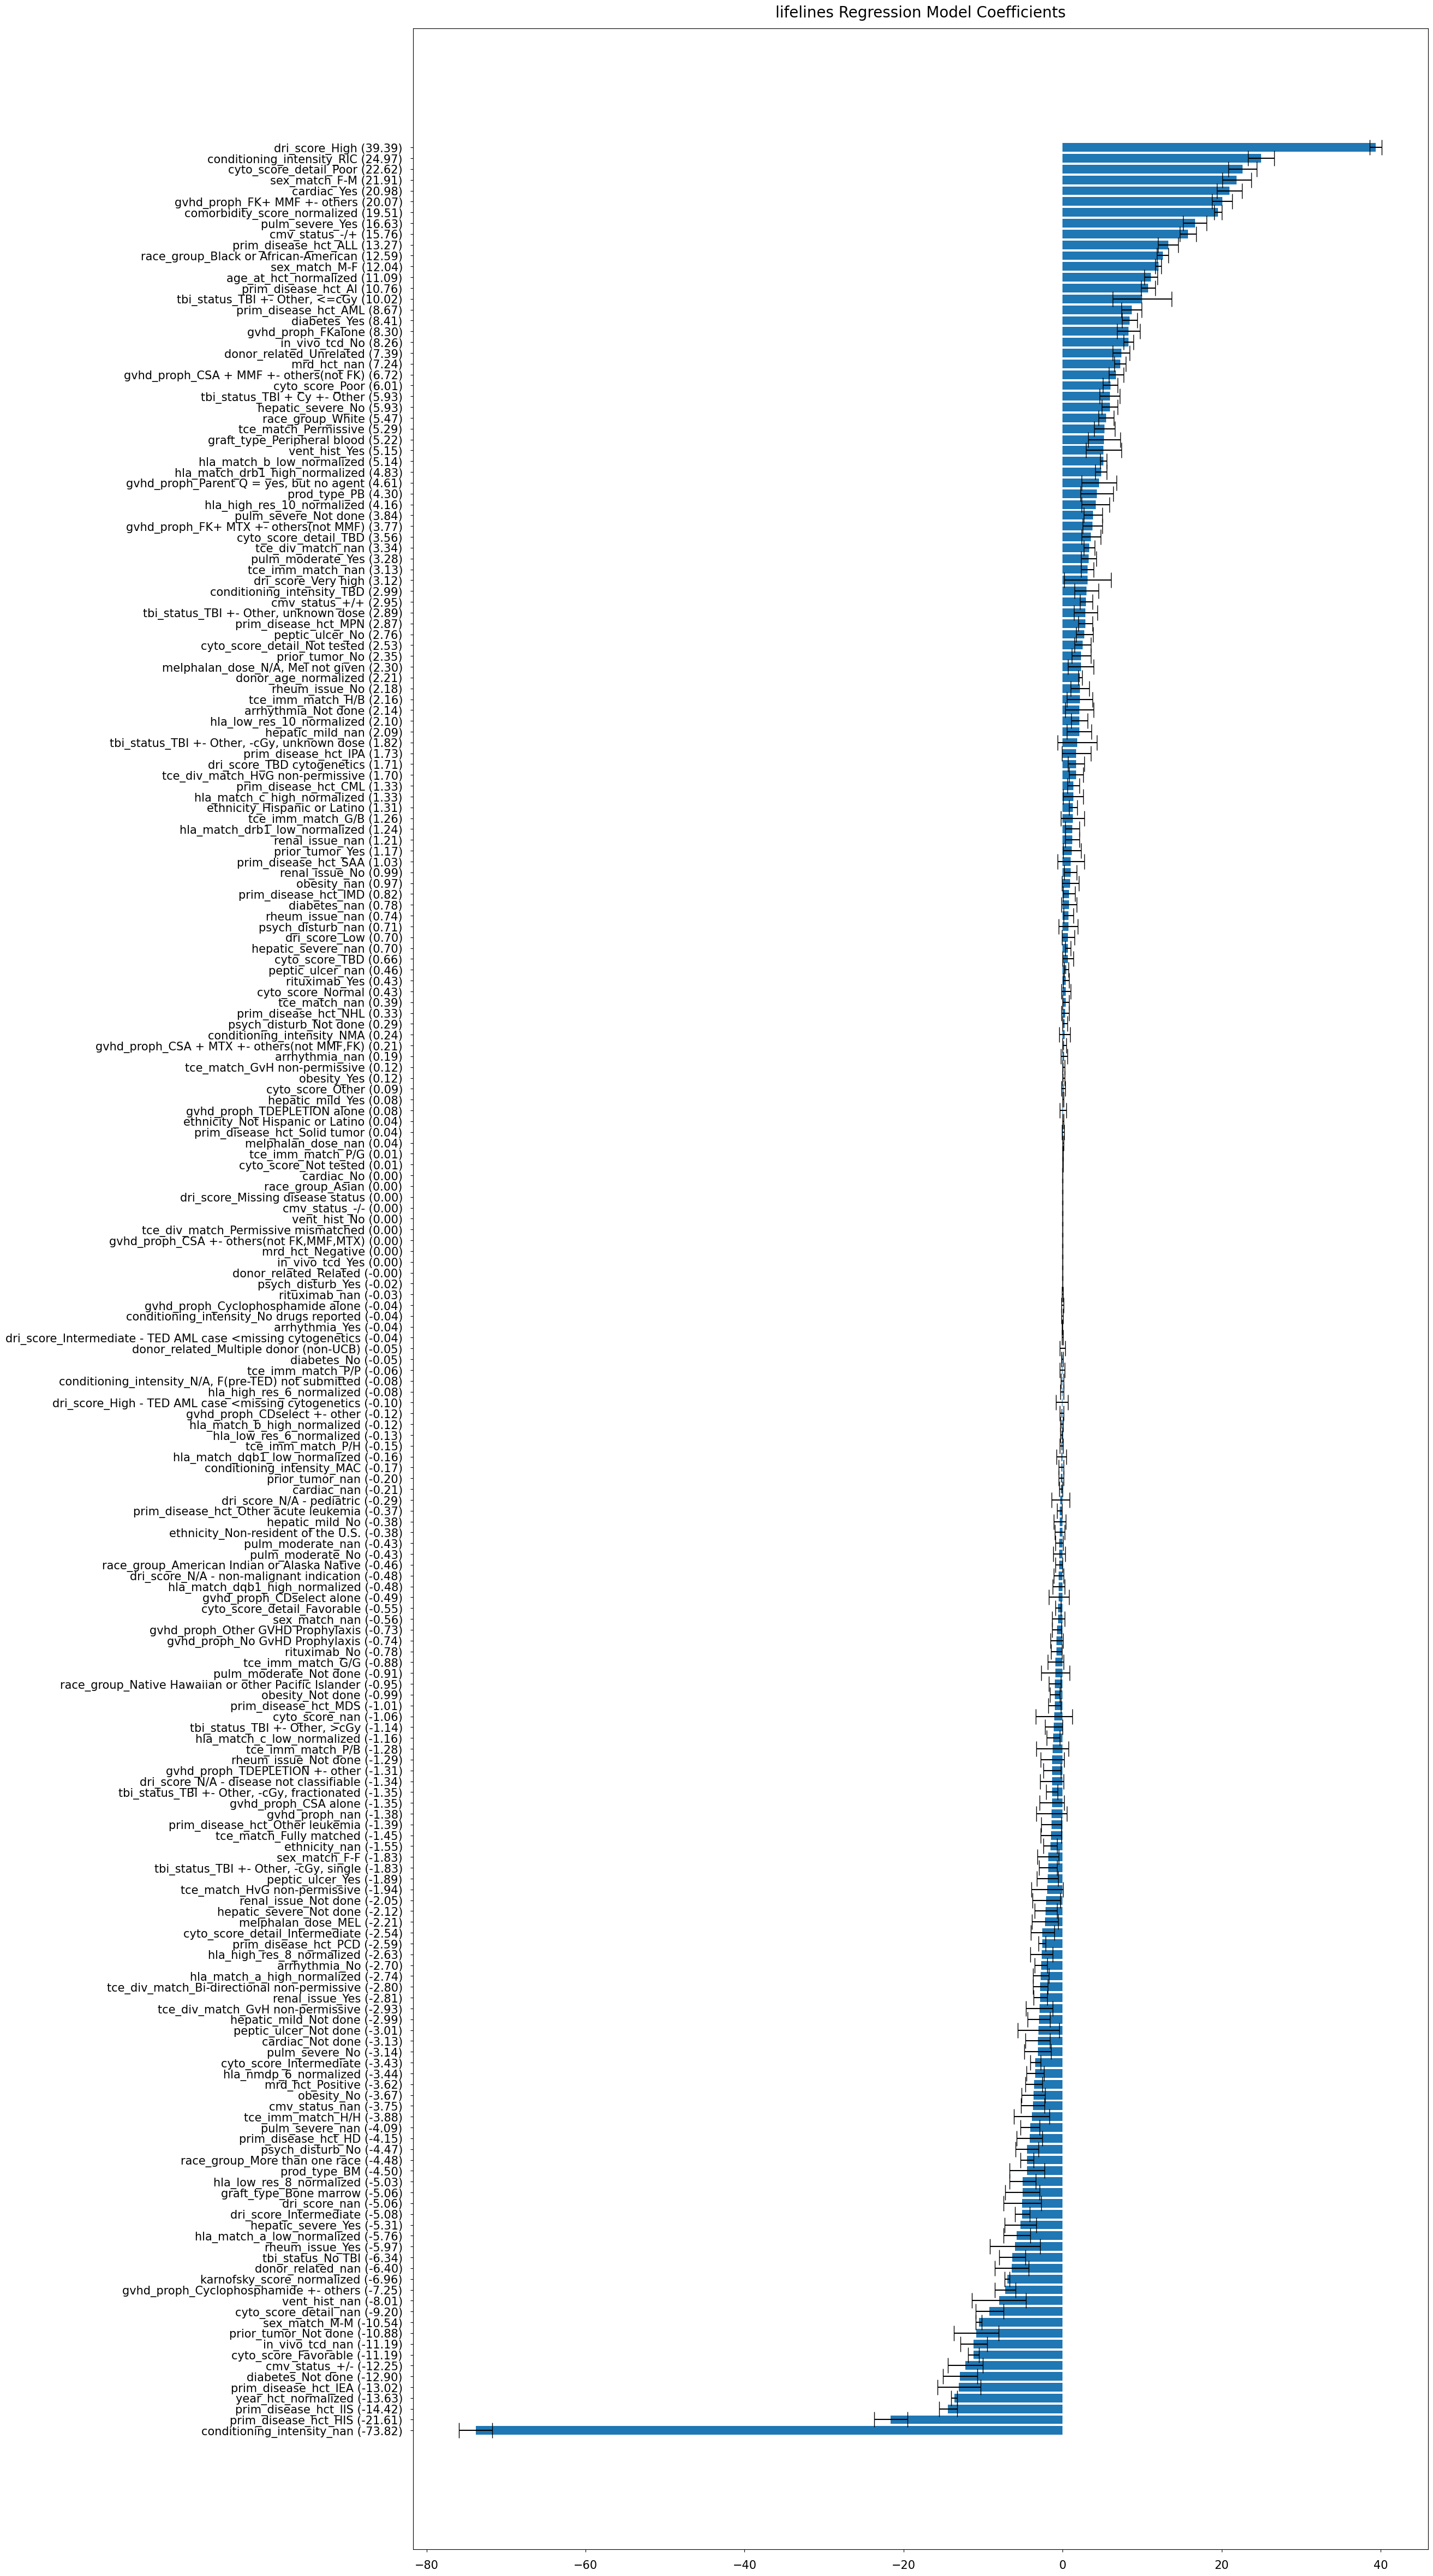 lifelines Regression Model Coefficients
dri_score_High (39.39)
conditioning_intensity_RIC (24.97)
cyto_score_detail_Poor (22.62)
sex_match_F-M (21.91)
cardiac_Yes (20.98)
gvhd_proph_FK+ MMF +- others (20.07)
comorbidity_score_normalized (19.51)
pulm_severe_Yes (16.63)
cmv_status_-/+ (15.76)
prim_disease_hct_ALL (13.27)
race_group_Black or African-American (12.59)
sex_match_M-F (12.04)
age_at_hct_normalized (11.09)
prim_disease_hct_AI (10.76)
tbi_status_TBI +- Other, <=cGy (10.02)
prim_disease_hct_AML (8.67)
diabetes_Yes (8.41)
gvhd_proph_FKalone (8.30)
in_vivo_tcd_No (8.26)
donor_related_Unrelated (7.39)
mrd_hct_nan (7.24)
gvhd_proph_CSA + MMF +- others(not FK) (6.72)
cyto_score_Poor (6.01)
tbi_status_TBI + Cy +- Other (5.93)
hepatic_severe_No (5.93)
race_group_White (5.47)
tce_match_Permissive (5.29)
graft_type_Peripheral blood (5.22)
vent_hist_Yes (5.15)
hla_match_b_low_normalized (5.14)
hla_match_drb1_high_normalized (4.83)
gvhd_proph_Parent Q = yes, but no agent (4.61)
prod_type_PB (4.30)
hla_high_res_10_normalized (4.16)
pulm_severe_Not done (3.84)
gvhd_proph_FK+ MTX +- others(not MMF) (3.77)
cyto_score_detail_TBD (3.56)
tce_div_match_nan (3.34)
pulm_moderate_Yes (3.28)
tce_imm_match_nan (3.13)
dri_score_Very high (3.12)
conditioning_intensity_TBD (2.99)
cmv_status_+/+ (2.95)
tbi_status_TBI +- Other, unknown dose (2.89)
prim_disease_hct_MPN (2.87)
peptic_ulcer_No (2.76)
cyto_score_detail_Not tested (2.53)
prior_tumor_No (2.35)
melphalan_dose_N/A, Mel not given (2.30)
donor_age_normalized (2.21)
rheum_issue_No (2.18)
tce_imm_match_H/B (2.16)
arrhythmia_Not done (2.14)
hla_low_res_10_normalized (2.10)
hepatic_mild_nan (2.09)
tbi_status_TBI +- Other, -cGy, unknown dose (1.82)
prim_disease_hct_IPA (1.73)
dri_score_TBD cytogenetics (1.71)
tce_div_match_HvG non-permissive (1.70)
prim_disease_hct_CML (1.33)
hla_match_c_high_normalized (1.33)
ethnicity_Hispanic or Latino (1.31)
tce_imm_match_G/B (1.26)
hla_match_drb1_low_normalized (1.24)
renal_issue_nan (1.21)
prior_tumor_Yes (1.17)
prim_disease_hct_SAA (1.03)
renal_issue_No (0.99)
obesity_nan (0.97)
prim_disease_hct_IMD (0.82)
diabetes_nan (0.78)
rheum_issue_nan (0.74)
psych_disturb_nan (0.71)
dri_score_Low (0.70)
hepatic_severe_nan (0.70)
cyto_score_TBD (0.66)
peptic_ulcer_nan (0.46)
rituximab_Yes (0.43)
cyto_score_Normal (0.43)
tce_match_nan (0.39)
prim_disease_hct_NHL (0.33)
psych_disturb_Not done (0.29)
conditioning_intensity_NMA (0.24)
gvhd_proph_CSA + MTX +- others(not MMF,FK) (0.21)
arrhythmia_nan (0.19)
tce_match_GvH non-permissive (0.12)
obesity_Yes (0.12)
cyto_score_Other (0.09)
hepatic_mild_Yes (0.08)
gvhd_proph_TDEPLETION alone (0.08)
ethnicity_Not Hispanic or Latino (0.04)
prim_disease_hct_Solid tumor (0.04)
melphalan_dose_nan (0.04)
tce_imm_match_P/G (0.01)
cyto_score_Not tested (0.01)
cardiac_No (0.00)
race_group_Asian (0.00)
dri_score_Missing disease status (0.00)
cmv_status_-/- (0.00)
vent_hist_No (0.00)
tce_div_match_Permissive mismatched (0.00)
gvhd_proph_CSA +- others(not FK,MMF,MTX) (0.00)
mrd_hct_Negative (0.00)
in_vivo_tcd_Yes (0.00)
donor_related_Related (-0.00)
psych_disturb_Yes (-0.02)
rituximab_nan (-0.03)
gvhd_proph_Cyclophosphamide alone (-0.04)
conditioning_intensity_No drugs reported (-0.04)
arrhythmia_Yes (-0.04)
dri_score_Intermediate - TED AML case <missing cytogenetics (-0.04)
donor_related_Multiple donor (non-UCB) (-0.05)
diabetes_No (-0.05)
tce_imm_match_P/P (-0.06)
conditioning_intensity_N/A, F(pre-TED) not submitted (-0.08)
hla_high_res_6_normalized (-0.08)
dri_score_High - TED AML case <missing cytogenetics (-0.10)
gvhd_proph_CDselect +- other (-0.12)
hla_match_b_high_normalized (-0.12)
hla_low_res_6_normalized (-0.13)
tce_imm_match_P/H (-0.15)
hla_match_dqb1_low_normalized (-0.16)
conditioning_intensity_MAC (-0.17)
prior_tumor_nan (-0.20)
cardiac_nan (-0.21)
dri_score_N/A - pediatric (-0.29)
prim_disease_hct_Other acute leukemia (-0.37)
hepatic_mild_No (-0.38)
ethnicity_Non-resident of the U.S. (-0.38)
pulm_moderate_nan (-0.43)
pulm_moderate_No (-0.43)
race_group_American Indian or Alaska Native (-0.46)
dri_score_N/A - non-malignant indication (-0.48)
hla_match_dqb1_high_normalized (-0.48)
gvhd_proph_CDselect alone (-0.49)
cyto_score_detail_Favorable (-0.55)
sex_match_nan (-0.56)
gvhd_proph_Other GVHD Prophylaxis (-0.73)
gvhd_proph_No GvHD Prophylaxis (-0.74)
rituximab_No (-0.78)
tce_imm_match_G/G (-0.88)
pulm_moderate_Not done (-0.91)
race_group_Native Hawaiian or other Pacific Islander (-0.95)
obesity_Not done (-0.99)
prim_disease_hct_MDS (-1.01)
cyto_score_nan (-1.06)
tbi_status_TBI +- Other, >cGy (-1.14)
hla_match_c_low_normalized (-1.16)
tce_imm_match_P/B (-1.28)
rheum_issue_Not done (-1.29)
gvhd_proph_TDEPLETION +- other (-1.31)
dri_score_N/A - disease not classifiable (-1.34)
tbi_status_TBI +- Other, -cGy, fractionated (-1.35)
gvhd_proph_CSA alone (-1.35)
gvhd_proph_nan (-1.38)
prim_disease_hct_Other leukemia (-1.39)
tce_match_Fully matched (-1.45)
ethnicity_nan (-1.55)
sex_match_F-F (-1.83)
tbi_status_TBI +- Other, -cGy, single (-1.83)
peptic_ulcer_Yes (-1.89)
tce_match_HvG non-permissive (-1.94)
renal_issue_Not done (-2.05)
hepatic_severe_Not done (-2.12)
melphalan_dose_MEL (-2.21)
cyto_score_detail_Intermediate (-2.54)
prim_disease_hct_PCD (-2.59)
hla_high_res_8_normalized (-2.63)
arrhythmia_No (-2.70)
hla_match_a_high_normalized (-2.74)
tce_div_match_Bi-directional non-permissive (-2.80)
renal_issue_Yes (-2.81)
tce_div_match_GvH non-permissive (-2.93)
hepatic_mild_Not done (-2.99)
peptic_ulcer_Not done (-3.01)
cardiac_Not done (-3.13)
pulm_severe_No (-3.14)
cyto_score_Intermediate (-3.43)
hla_nmdp_6_normalized (-3.44)
mrd_hct_Positive (-3.62)
obesity_No (-3.67)
cmv_status_nan (-3.75)
tce_imm_match_H/H (-3.88)
pulm_severe_nan (-4.09)
prim_disease_hct_HD (-4.15)
psych_disturb_No (-4.47)
race_group_More than one race (-4.48)
prod_type_BM (-4.50)
hla_low_res_8_normalized (-5.03)
graft_type_Bone marrow (-5.06)
dri_score_nan (-5.06)
dri_score_Intermediate (-5.08)
hepatic_severe_Yes (-5.31)
hla_match_a_low_normalized (-5.76)
rheum_issue_Yes (-5.97)
tbi_status_No TBI (-6.34)
donor_related_nan (-6.40)
karnofsky_score_normalized (-6.96)
gvhd_proph_Cyclophosphamide +- others (-7.25)
vent_hist_nan (-8.01)
cyto_score_detail_nan (-9.20)
sex_match_M-M (-10.54)
prior_tumor_Not done (-10.88)
in_vivo_tcd_nan (-11.19)
cyto_score_Favorable (-11.19)
cmv_status_+/- (-12.25)
diabetes_Not done (-12.90)
prim_disease_hct_IEA (-13.02)
year_hct_normalized (-13.63)
prim_disease_hct_IIS (-14.42)
prim_disease_hct_HIS (-21.61)
conditioning_intensity_nan (-73.82)
−80 −60 −40 −20 0 20 40